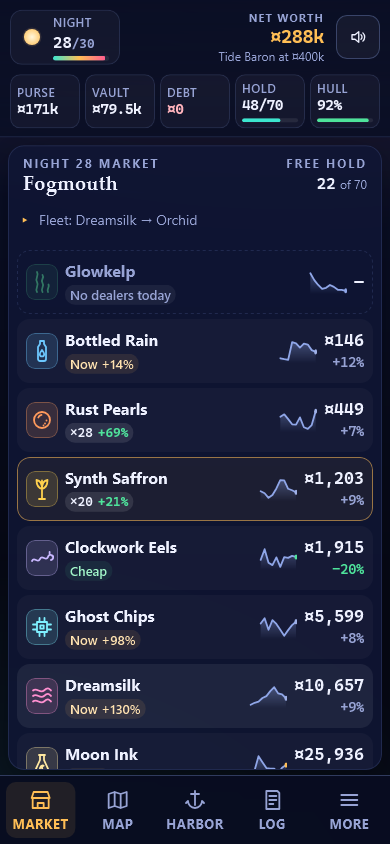 NIGHT
28/30
NET WORTH
¤288k
Tide Baron at ¤400k
PURSE
¤171k
VAULT
¤79.5k
DEBT
¤0
HOLD
48/70
HULL
92%
NIGHT 28 MARKET
Fogmouth
FREE HOLD
22 of 70
▸ Fleet: Dreamsilk → Orchid
Glowkelp
No dealers today
—
Bottled Rain
Now +14%
¤146
+12%
Rust Pearls
×28 +69%
¤449
+7%
Synth Saffron
×20 +21%
¤1,203
+9%
Clockwork Eels
Cheap
¤1,915
−20%
Ghost Chips
Now +98%
¤5,599
+8%
Dreamsilk
Now +130%
¤10,657
+9%
Moon Ink
¤25,936
MARKET
MAP
HARBOR
LOG
MORE